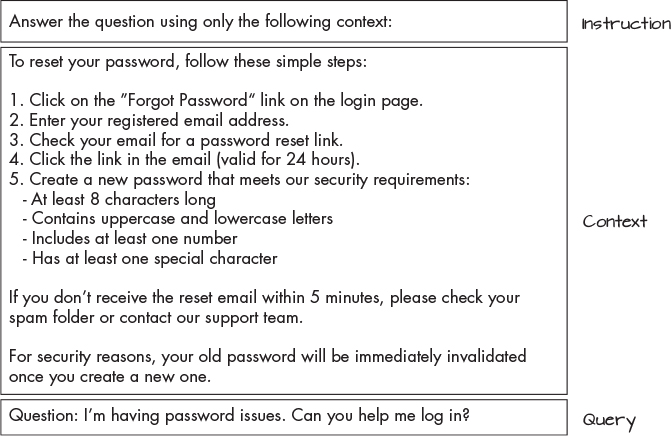 Answer the question using only the following context:
Instruction
To reset your password, follow these simple steps:
1. Click on the ”Forgot Password“ link on the login page.
2. Enter your registered email address.
3. Check your email for a password reset link.
4. Click the link in the email (valid for 24 hours).
5. Create a new password that meets our security requirements:
- At least 8 characters long
- Contains uppercase and lowercase letters
- Includes at least one number
- Has at least one special character
Context
If you don’t receive the reset email within 5 minutes, please check your
spam folder or contact our support team.
For security reasons, your old password will be immediately invalidated
once you create a new one.
Question: I’m having password issues. Can you help me log in?
Query